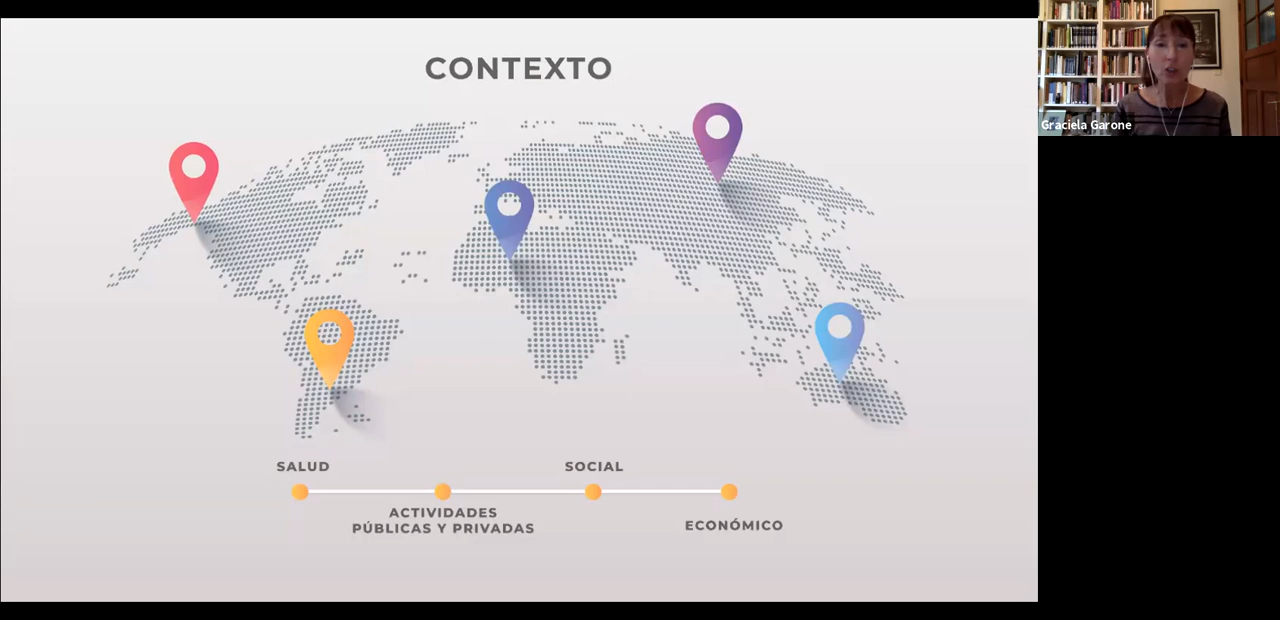 CONTEXTO
Graciela Garone
SALUD
SOCIAL
ACTIVIDADES
PÚBLICAS Y PRIVADAS
ECONÓMICO